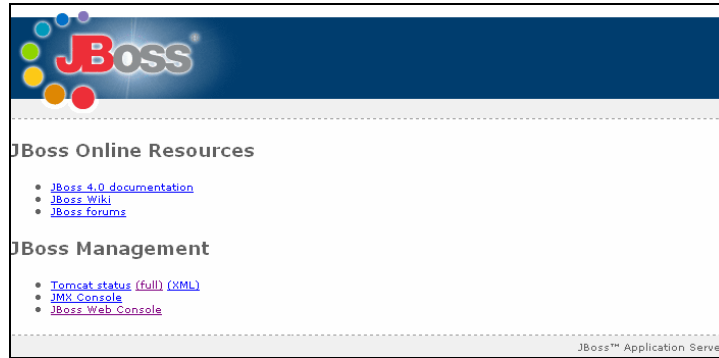 JBoss
JBoss Online Resources
JBoss 4.0 documentation
JBoss Wiki
JBoss forums
JBoss Management
Tomcat status (full) (XML)
JMX Console
JBoss Web Console
JBoss™ Application Serve